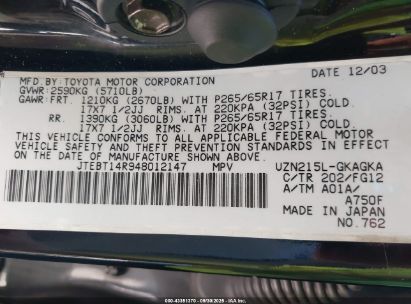 MFD. BY: TOYOTA MOTOR CORPORATION DATE 12/03
GVWR: 2590KG (5710LB)
GAWR: FRT. 1210KG (2670LB) WITH P265/65R17 TIRES.
17X7 1/2JJ RIMS. AT 220KPA (32PSI) COLD.
RR. 1390KG (3060LB) WITH P265/65R17 TIRES.
17X7 1/2JJ RIMS. AT 220KPA (32PSI) COLD.
THIS VEHICLE CONFORMS TO ALL APPLICABLE FEDERAL MOTOR
VEHICLE SAFETY STANDARDS IN EFFECT ON THE DATE OF
MANUFACTURE SHOWN ABOVE.
JTEBT14R948012147 MPV UZN215L-GKAGKA
C/TR 202/FG12
A/TM A01A/
A750F
MADE IN JAPAN
NO.762